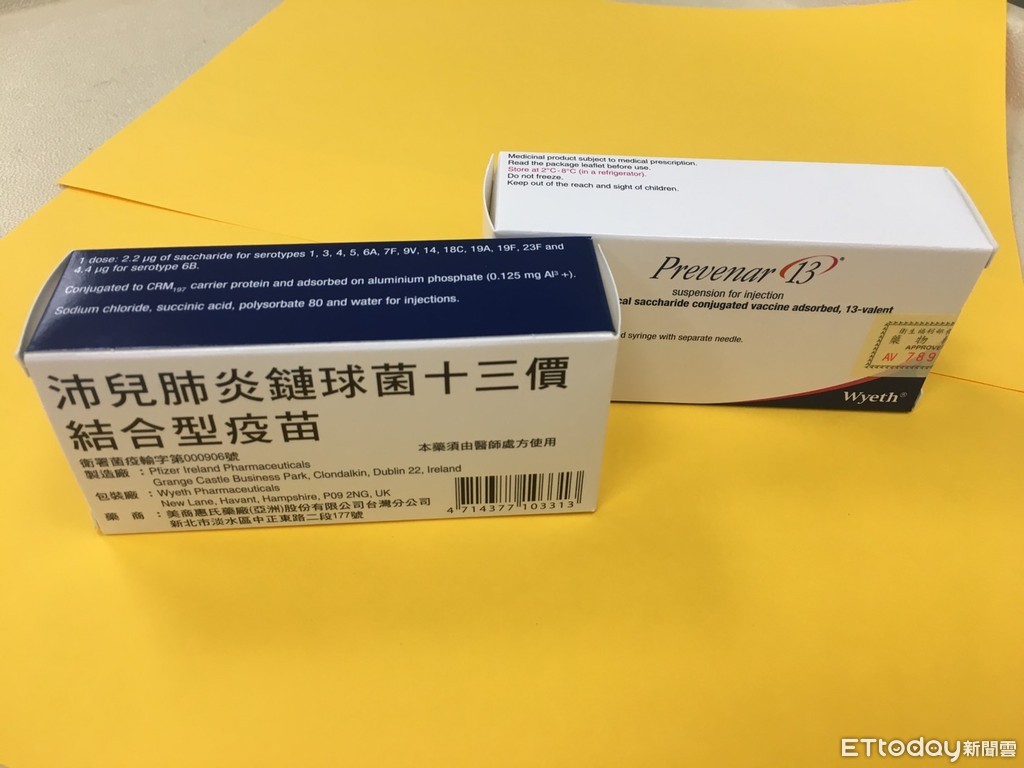 1 dose: 2.2 µg of saccharide for serotypes 1, 3, 4, 5, 6A, 7F, 9V, 14, 18C, 19A, 19F, 23F and
4.4 µg for serotype 6B.
Conjugated to CRM₁₉₇ carrier protein and adsorbed on aluminium phosphate (0.125 mg Al³ +).
Sodium chloride, succinic acid, polysorbate 80 and water for injections.
沛兒肺炎鏈球菌十三價
結合型疫苗
本藥須由醫師處方使用
衛署菌疫輸字第000906號
製造廠 : Pfizer Ireland Pharmaceuticals
Grange Castle Business Park, Clondalkin, Dublin 22, Ireland
包裝廠 : Wyeth Pharmaceuticals
New Lane, Havant, Hampshire, P09 2NG, UK
藥 商 : 美商惠氏藥廠(亞洲)股份有限公司台灣分公司
新北市淡水區中正東路二段177號
4 714377 103313
Medicinal product subject to medical prescription.
Read the package leaflet before use.
Store at 2°C - 8°C (in a refrigerator).
Do not freeze.
Keep out of the reach and sight of children.
Prevenar 13®
suspension for injection
saccharide conjugated vaccine adsorbed, 13-valent
syringe with separate needle.
衛生福利部
藥 物
APPROVE
AV 789
Wyeth®
ETtoday新聞雲